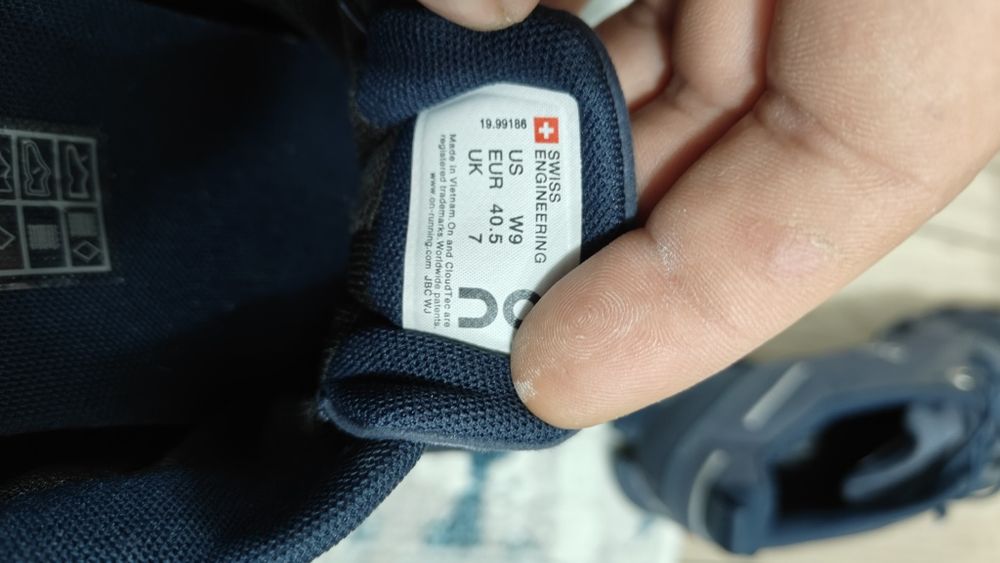 19.99186
SWISS
ENGINEERING
US W9
EUR 40.5
UK 7
Made in Vietnam. On and CloudTec are
registered trademarks. Worldwide patents.
www.on-running.com JBC WJ